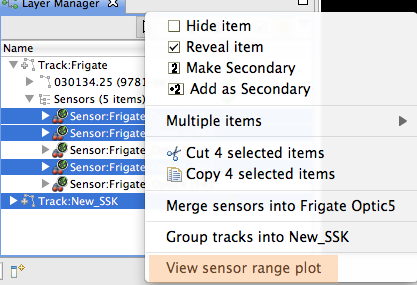 Layer Manager
Name
Track:Frigate
030134.25 (9781
Sensors (5 items)
Sensor:Frigate
Sensor:Frigate
Sensor:Frigate
Sensor:Frigate
Sensor:Frigate
Track:New_SSK
Hide item
Reveal item
2 Make Secondary
+2 Add as Secondary
Multiple items
Cut 4 selected items
Copy 4 selected items
Merge sensors into Frigate Optic5
Group tracks into New_SSK
View sensor range plot